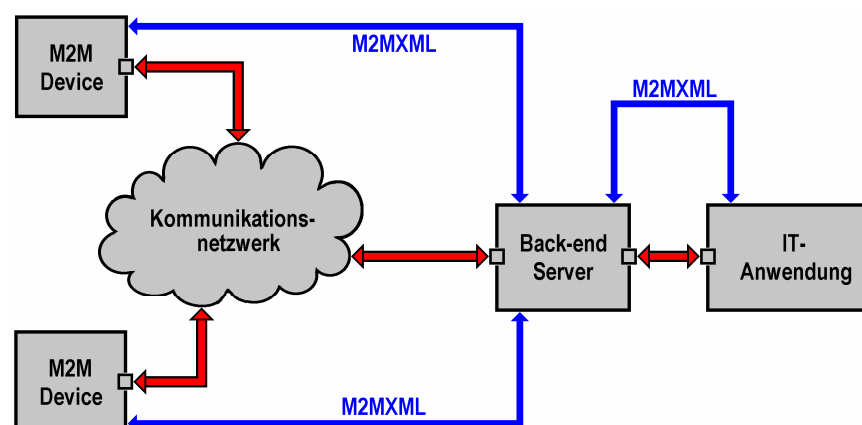 M2M
Device
M2MXML
M2MXML
Kommunikations-
netzwerk
Back-end
Server
IT-
Anwendung
M2M
Device
M2MXML